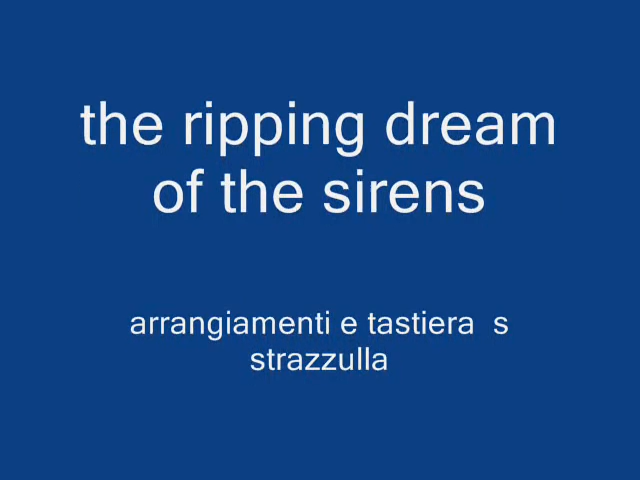 the ripping dream
of the sirens
arrangiamenti e tastiera  s
strazzulla